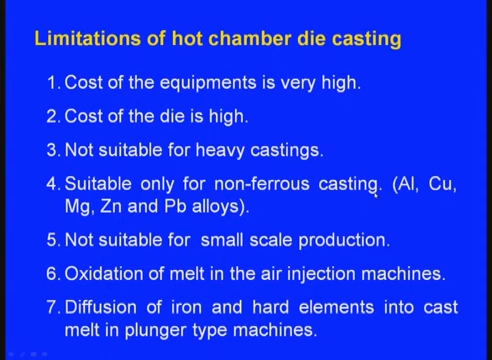 Limitations of hot chamber die casting
1. Cost of the equipments is very high.
2. Cost of the die is high.
3. Not suitable for heavy castings.
4. Suitable only for non-ferrous casting. (Al, Cu,
Mg, Zn and Pb alloys).
5. Not suitable for small scale production.
6. Oxidation of melt in the air injection machines.
7. Diffusion of iron and hard elements into cast
melt in plunger type machines.